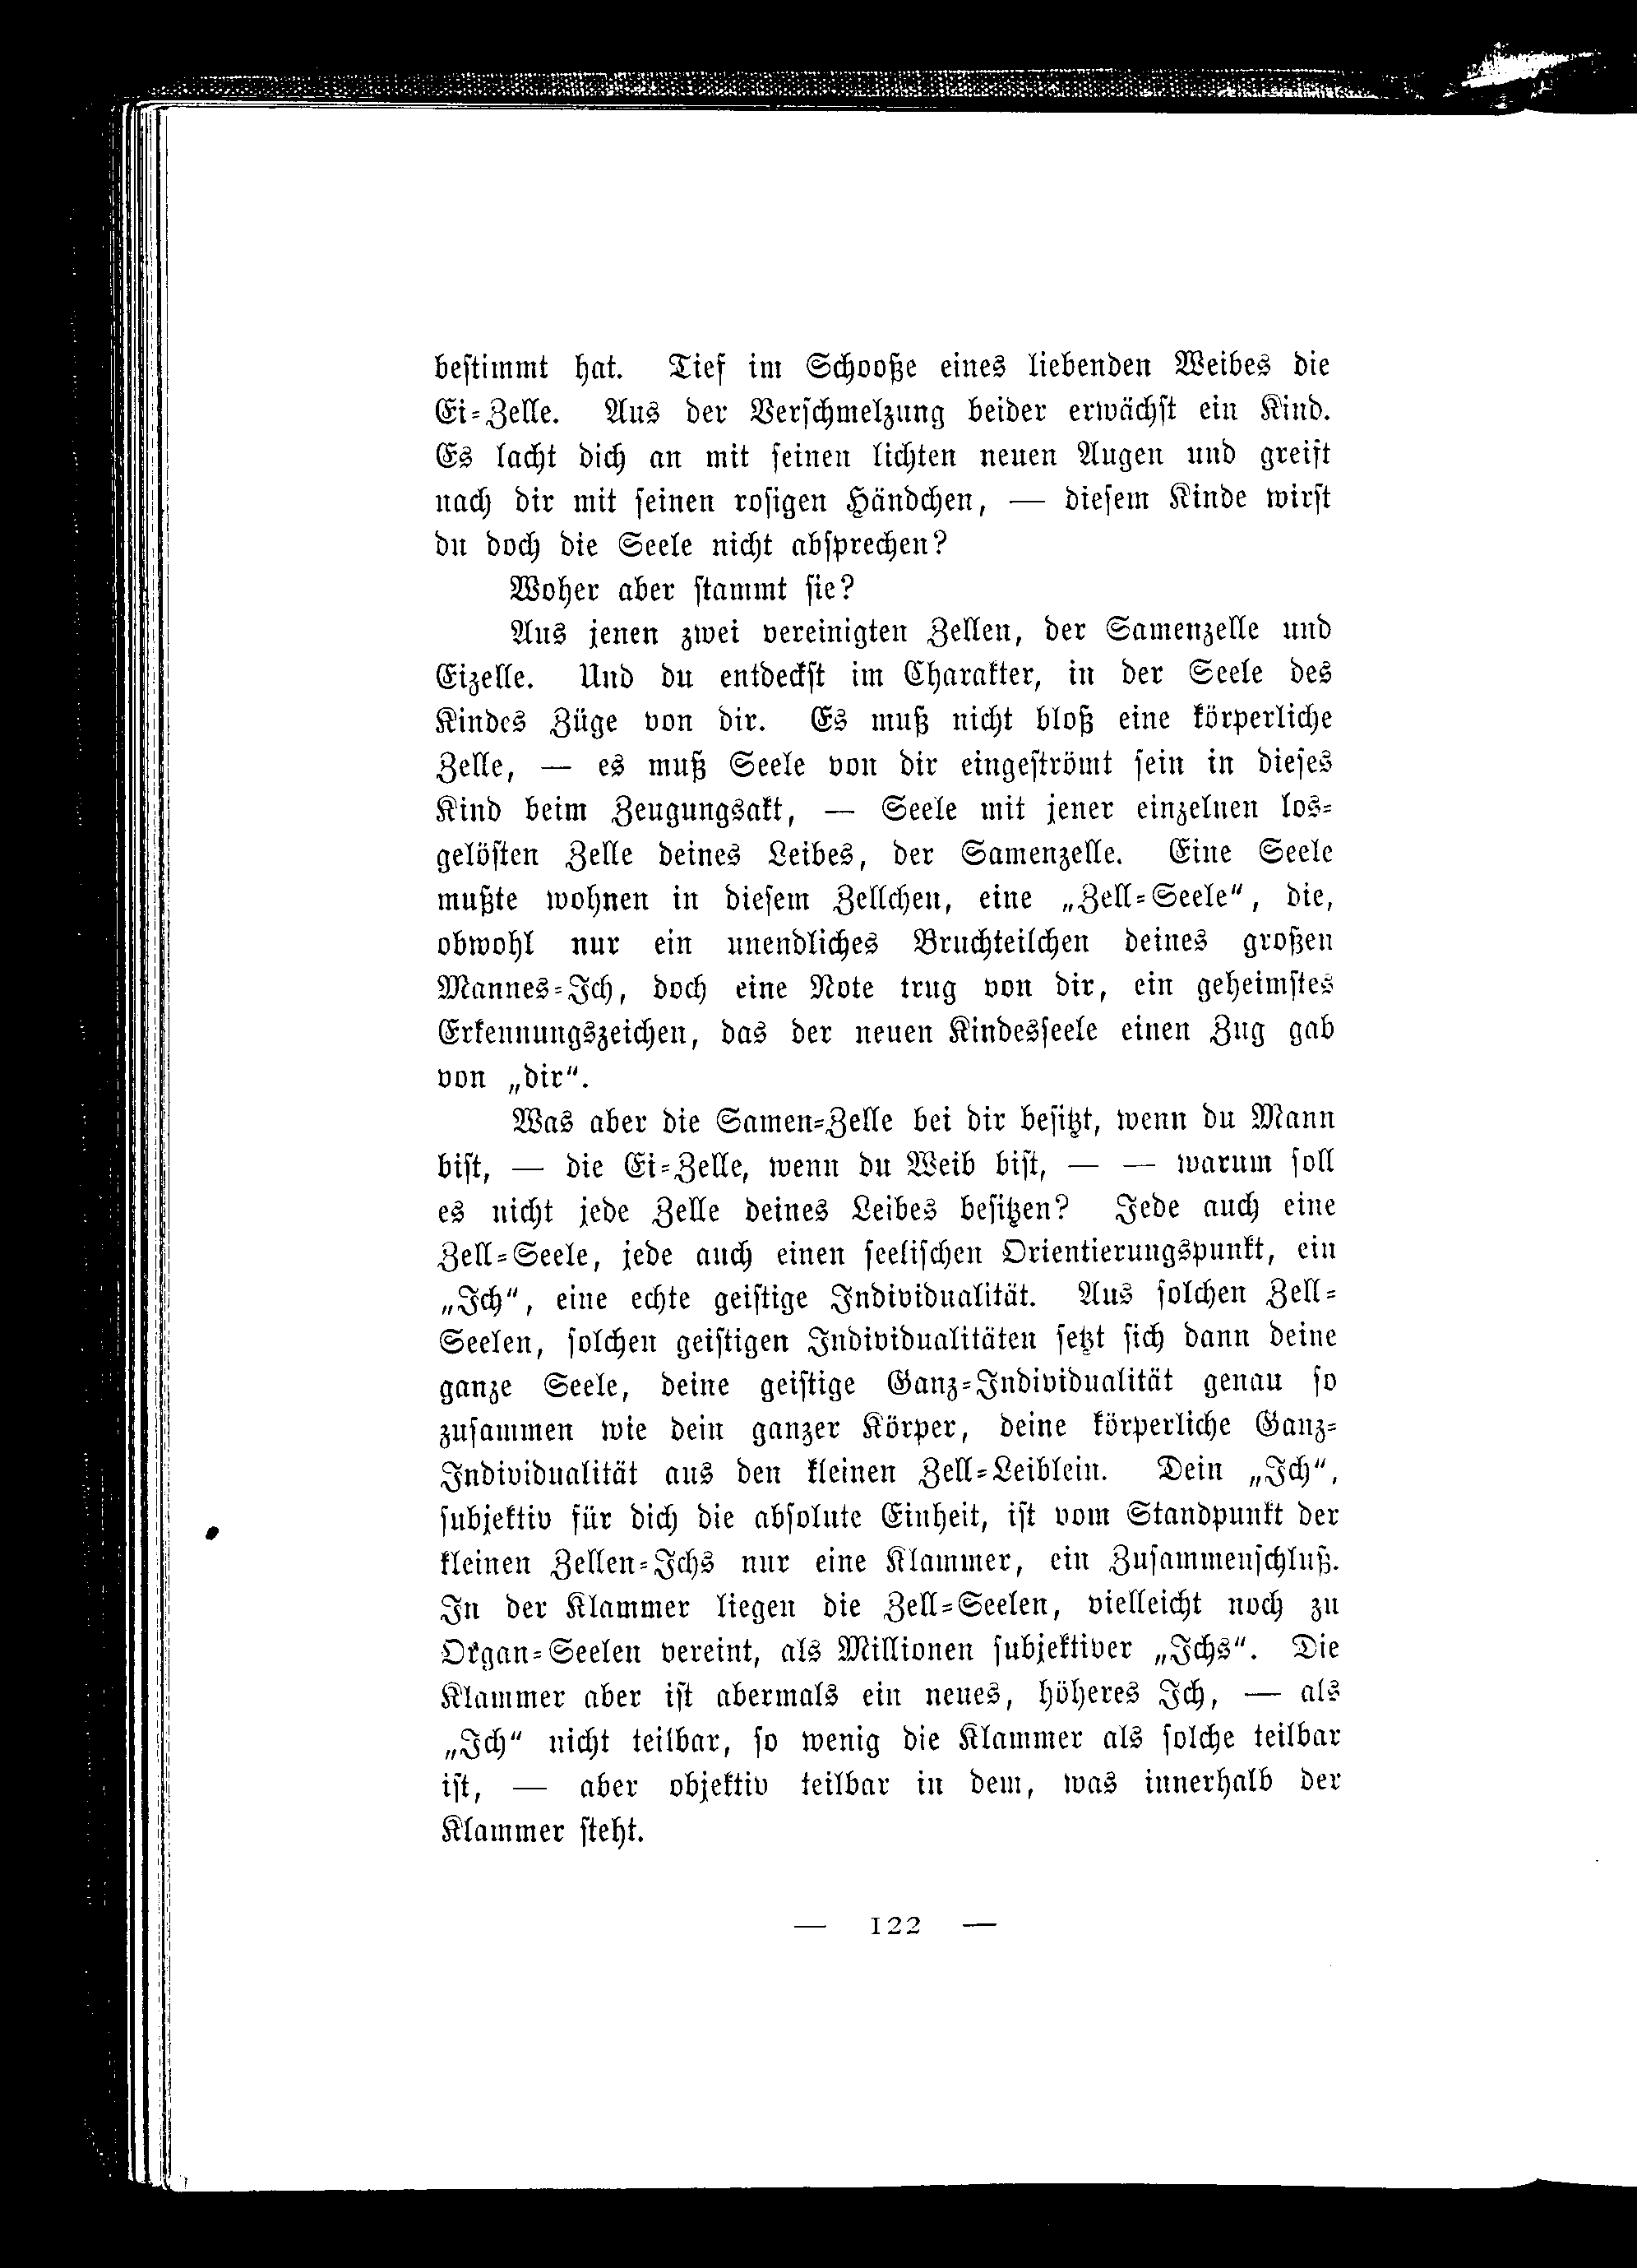 bestimmt hat. Tief im Schooße eines liebenden Weibes die
Ei-Zelle. Aus der Verschmelzung beider erwächst ein Kind.
Es lacht dich an mit seinen lichten neuen Augen und greift
nach dir mit seinen rosigen Händchen, — diesem Kinde wirst
du doch die Seele nicht absprechen?
Woher aber stammt sie?
Aus jenen zwei vereinigten Zellen, der Samenzelle und
Eizelle. Und du entdeckst im Charakter, in der Seele des
Kindes Züge von dir. Es muß nicht bloß eine körperliche
Zelle, — es muß Seele von dir eingeströmt sein in dieses
Kind beim Zeugungsakt, — Seele mit jener einzelnen los-
gelösten Zelle deines Leibes, der Samenzelle. Eine Seele
mußte wohnen in diesem Zellchen, eine „Zell-Seele“, die,
obwohl nur ein unendliches Bruchteilchen deines großen
Mannes-Ich, doch eine Note trug von dir, ein geheimstes
Erkennungszeichen, das der neuen Kindesseele einen Zug gab
von „dir“.
Was aber die Samen-Zelle bei dir besitzt, wenn du Mann
bist, — die Ei-Zelle, wenn du Weib bist, — — warum soll
es nicht jede Zelle deines Leibes besitzen? Jede auch eine
Zell-Seele, jede auch einen seelischen Orientierungspunkt, ein
„Ich“, eine echte geistige Individualität. Aus solchen Zell-
Seelen, solchen geistigen Individualitäten setzt sich dann deine
ganze Seele, deine geistige Ganz-Individualität genau so
zusammen wie dein ganzer Körper, deine körperliche Ganz-
Individualität aus den kleinen Zell-Leiblein. Dein „Ich“,
subjektiv für dich die absolute Einheit, ist vom Standpunkt der
kleinen Zellen-Ichs nur eine Klammer, ein Zusammenschluß.
In der Klammer liegen die Zell-Seelen, vielleicht noch zu
Organ-Seelen vereint, als Millionen subjektiver „Ichs“. Die
Klammer aber ist abermals ein neues, höheres Ich, — als
„Ich“ nicht teilbar, so wenig die Klammer als solche teilbar
ist, — aber objektiv teilbar in dem, was innerhalb der
Klammer steht.
— 122 —